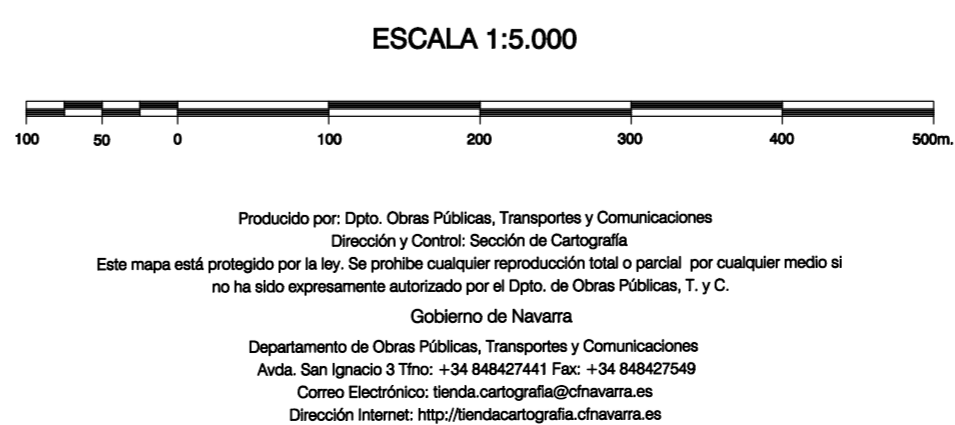 ESCALA 1:5.000
100 50 0 100 200 300 400 500m.
Producido por: Dpto. Obras Públicas, Transportes y Comunicaciones
Dirección y Control: Sección de Cartografía
Este mapa está protegido por la ley. Se prohibe cualquier reproducción total o parcial por cualquier medio si
no ha sido expresamente autorizado por el Dpto. de Obras Públicas, T. y C.
Gobierno de Navarra
Departamento de Obras Públicas, Transportes y Comunicaciones
Avda. San Ignacio 3 Tfno: +34 848427441 Fax: +34 848427549
Correo Electrónico: tienda.cartografia@cfnavarra.es
Dirección Internet: http://tiendacartografia.cfnavarra.es